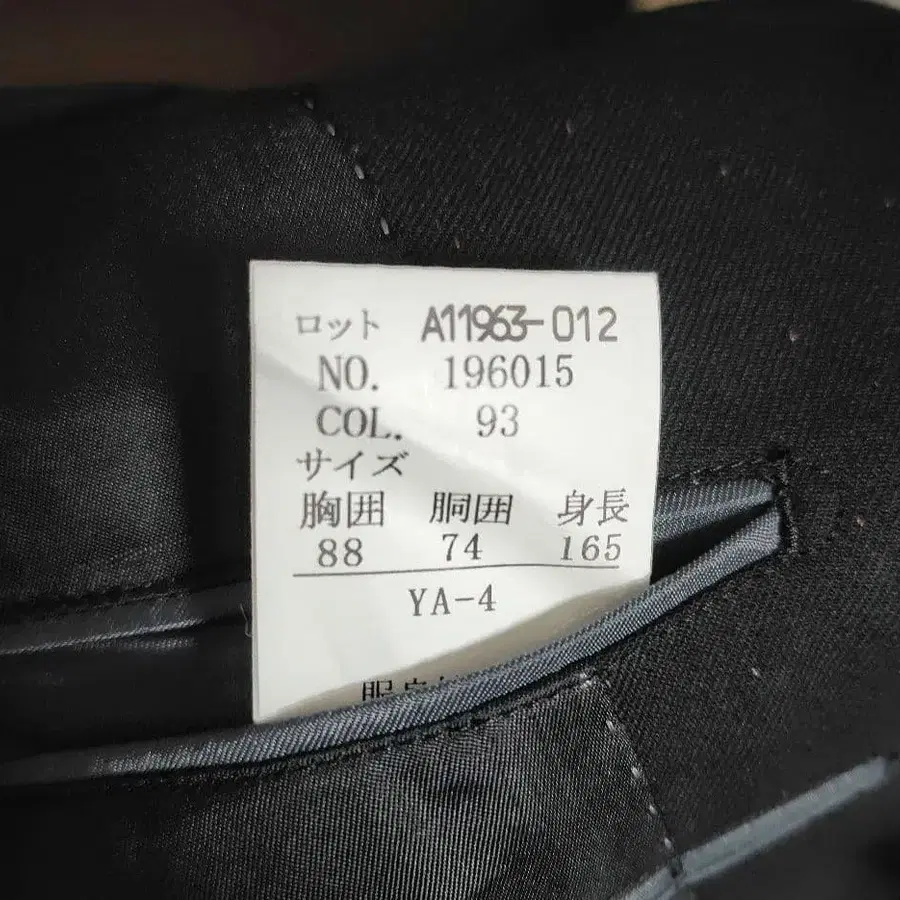 ロット A11963-012
NO. 196015
COL. 93
サイズ
胸囲 胴囲 身長
88 74 165
YA-4